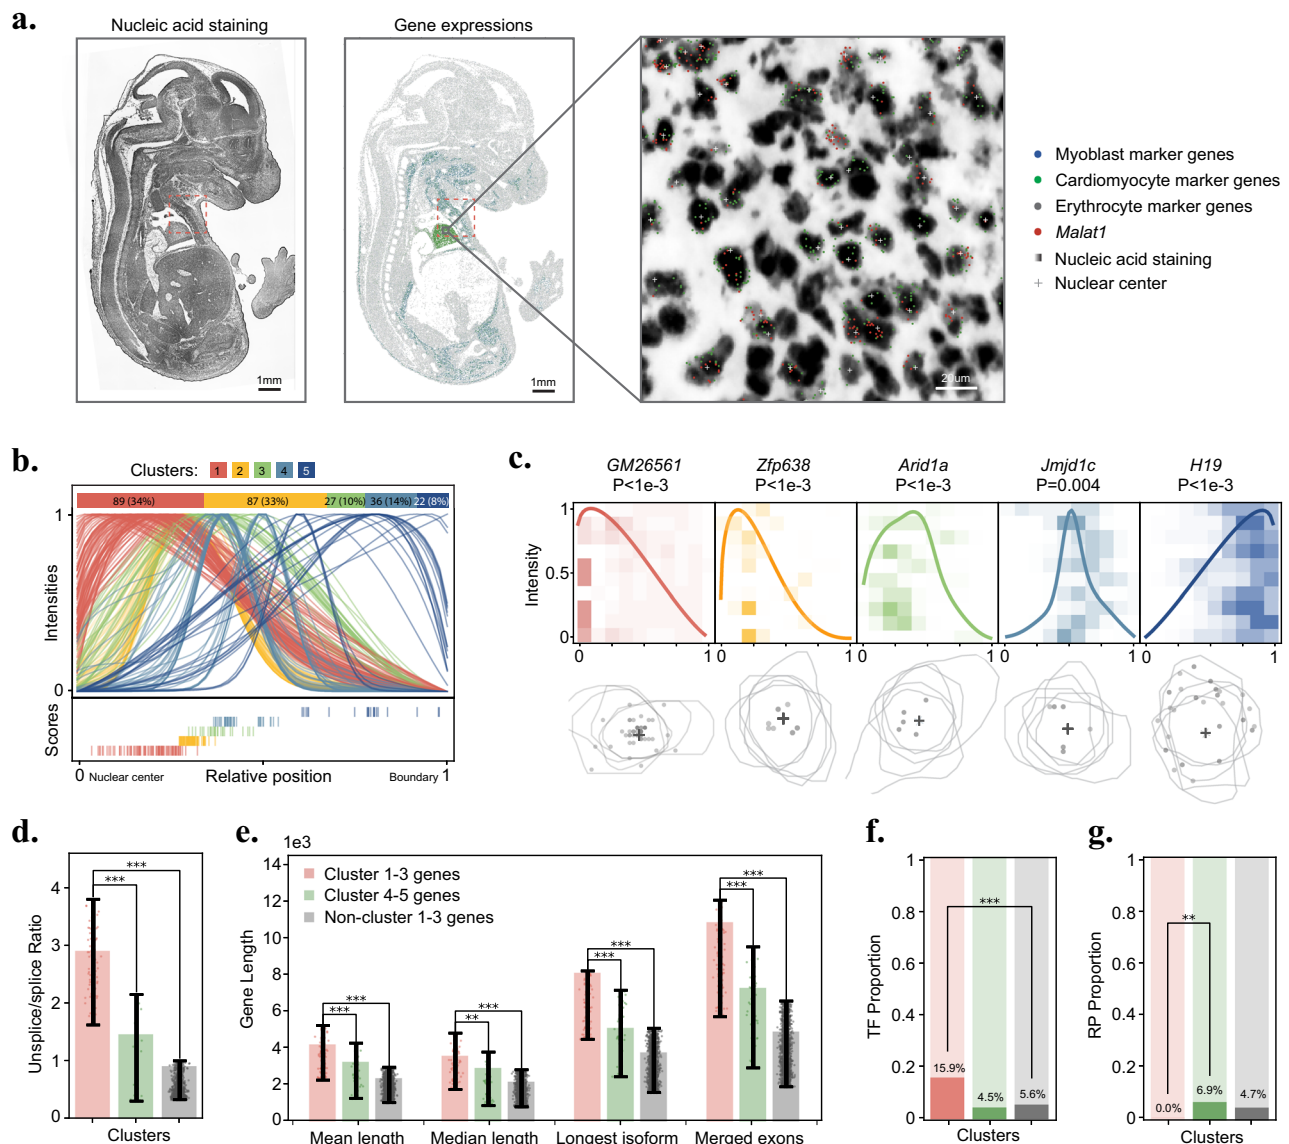 a.
Nucleic acid staining
Gene expressions
1mm
1mm
20um
Myoblast marker genes
Cardiomyocyte marker genes
Erythrocyte marker genes
Malat1
Nucleic acid staining
Nuclear center
b.
Clusters: 1 2 3 4 5
89 (34%) 87 (33%) 27 (10%) 36 (14%) 22 (8%)
1
Intensities
0
Scores
0 Nuclear center Relative position Boundary 1
c.
GM26561 Zfp638 Arid1a Jmjd1c H19
P<1e-3 P<1e-3 P<1e-3 P=0.004 P<1e-3
1
0.5
0
Intensity
0 1 0 1 0 1 0 1 0 1
d.
4
3
2
1
0
Unsplice/splice Ratio
*** ***
Clusters
e.
1e3
14
12
10
8
6
4
2
0
Gene Length
Cluster 1-3 genes
Cluster 4-5 genes
Non-cluster 1-3 genes
*** *** *** ** *** *** *** ***
Mean length Median length Longest isoform Merged exons
f.
1
0.8
0.6
0.4
0.2
0
TF Proportion
***
15.9% 4.5% 5.6%
Clusters
g.
1
0.8
0.6
0.4
0.2
0
RP Proportion
**
0.0% 6.9% 4.7%
Clusters